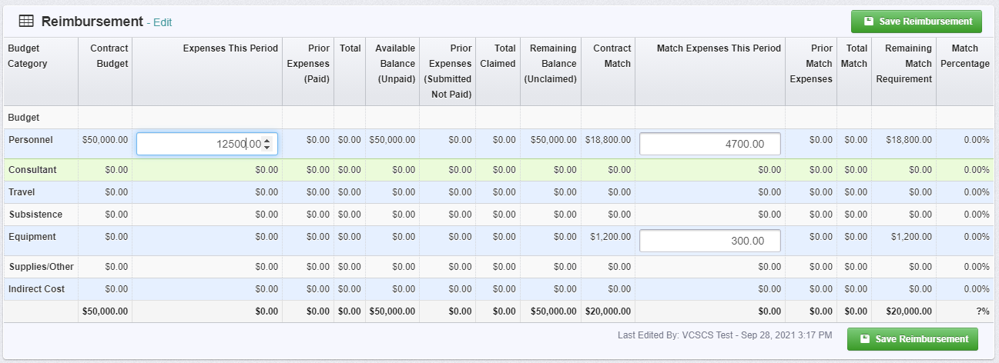 Reimbursement - Edit Save Reimbursement
Budget Category Contract Budget Expenses This Period Prior Expenses (Paid) Total Available Balance (Unpaid) Prior Expenses (Submitted Not Paid) Total Claimed Remaining Balance (Unclaimed) Contract Match Match Expenses This Period Prior Match Expenses Total Match Remaining Match Requirement Match Percentage
Budget
Personnel $50,000.00 12500.00 $0.00 $0.00 $50,000.00 $0.00 $0.00 $50,000.00 $18,800.00 4700.00 $0.00 $0.00 $18,800.00 0.00%
Consultant $0.00 $0.00 $0.00 $0.00 $0.00 $0.00 $0.00 $0.00 $0.00 $0.00 $0.00 $0.00 $0.00 0.00%
Travel $0.00 $0.00 $0.00 $0.00 $0.00 $0.00 $0.00 $0.00 $0.00 $0.00 $0.00 $0.00 $0.00 0.00%
Subsistence $0.00 $0.00 $0.00 $0.00 $0.00 $0.00 $0.00 $0.00 $0.00 $0.00 $0.00 $0.00 $0.00 0.00%
Equipment $0.00 $0.00 $0.00 $0.00 $0.00 $0.00 $0.00 $0.00 $1,200.00 300.00 $0.00 $0.00 $1,200.00 0.00%
Supplies/Other $0.00 $0.00 $0.00 $0.00 $0.00 $0.00 $0.00 $0.00 $0.00 $0.00 $0.00 $0.00 $0.00 0.00%
Indirect Cost $0.00 $0.00 $0.00 $0.00 $0.00 $0.00 $0.00 $0.00 $0.00 $0.00 $0.00 $0.00 $0.00 0.00%
$50,000.00 $0.00 $0.00 $0.00 $50,000.00 $0.00 $0.00 $50,000.00 $20,000.00 $0.00 $0.00 $0.00 $20,000.00 ?%
Last Edited By: VCSCS Test - Sep 28, 2021 3:17 PM Save Reimbursement